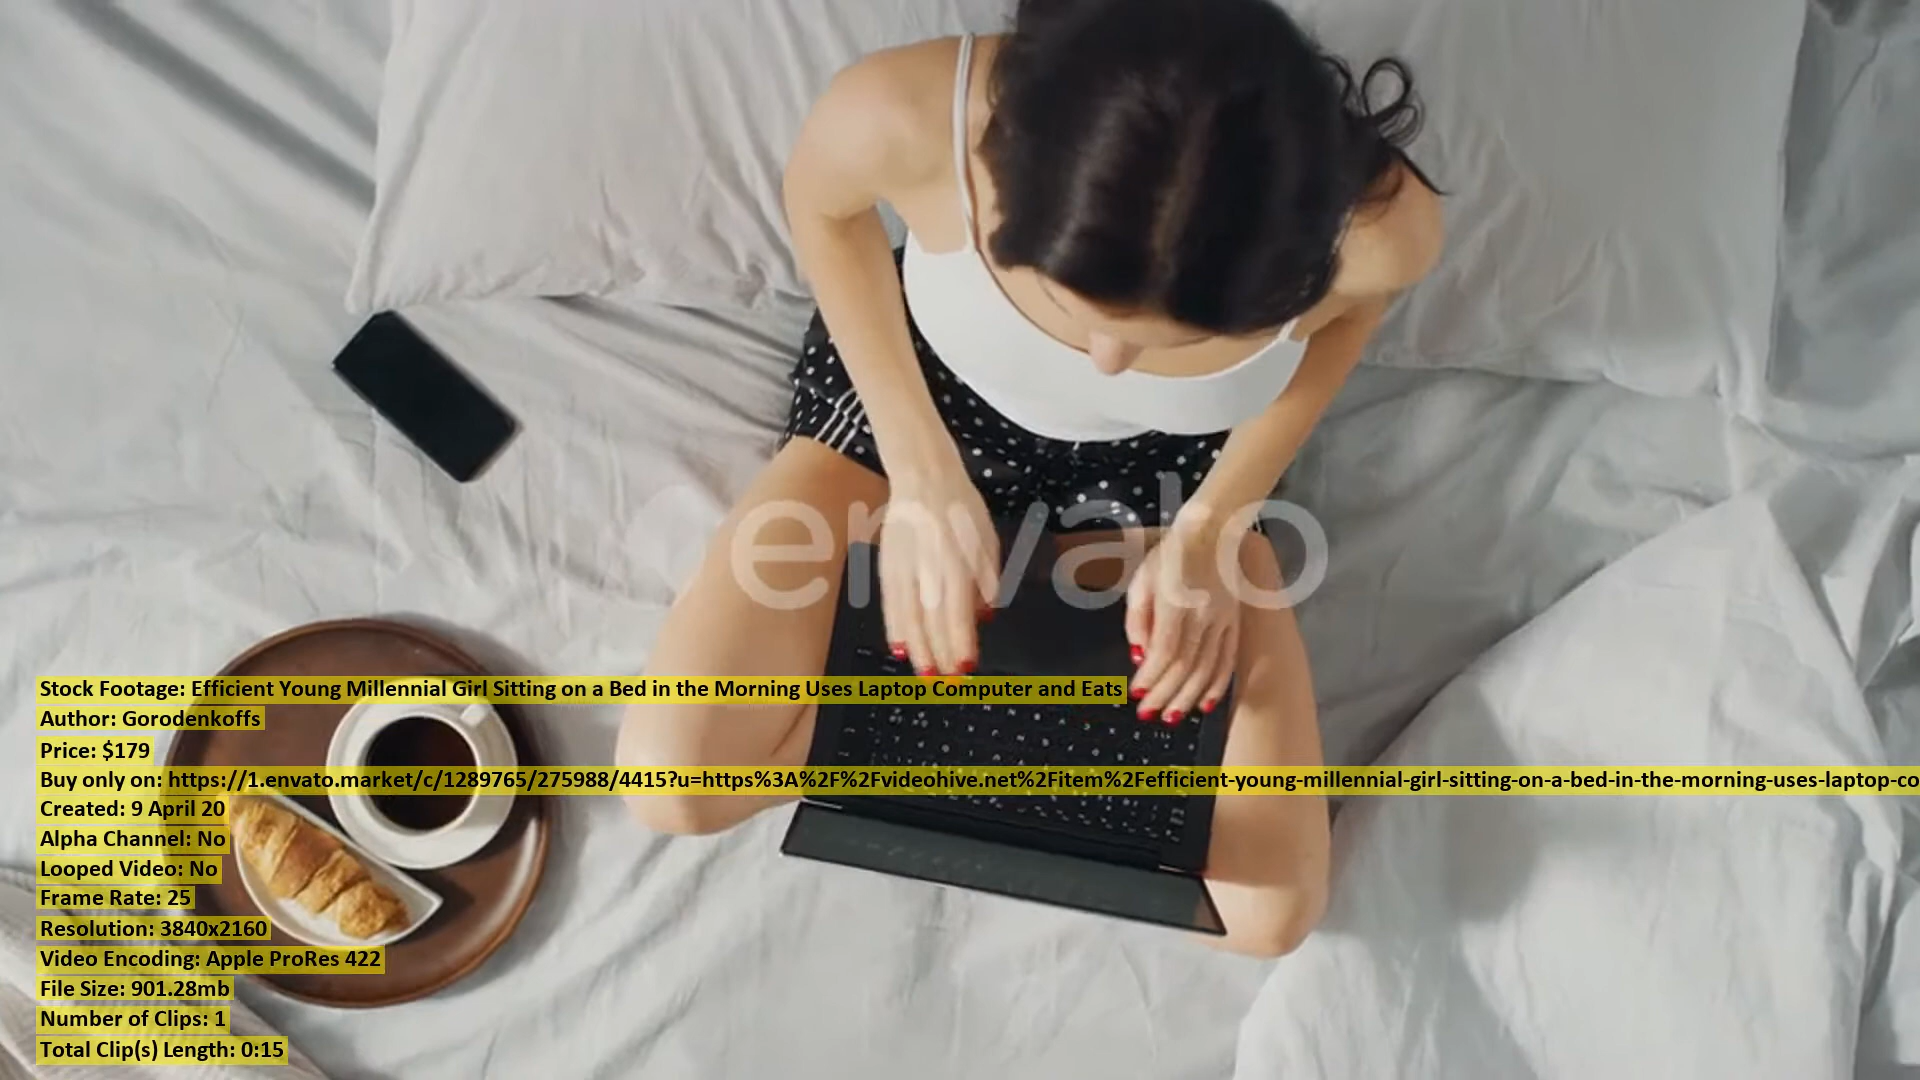 envato
Stock Footage: Efficient Young Millennial Girl Sitting on a Bed in the Morning Uses Laptop Computer and Eats
Author: Gorodenkoffs
Price: $179
Buy only on: https://1.envato.market/c/1289765/275988/4415?u=https%3A%2F%2Fvideohive.net%2Fitem%2Fefficient-young-millennial-girl-sitting-on-a-bed-in-the-morning-uses-laptop-co
Created: 9 April 20
Alpha Channel: No
Looped Video: No
Frame Rate: 25
Resolution: 3840x2160
Video Encoding: Apple ProRes 422
File Size: 901.28mb
Number of Clips: 1
Total Clip(s) Length: 0:15